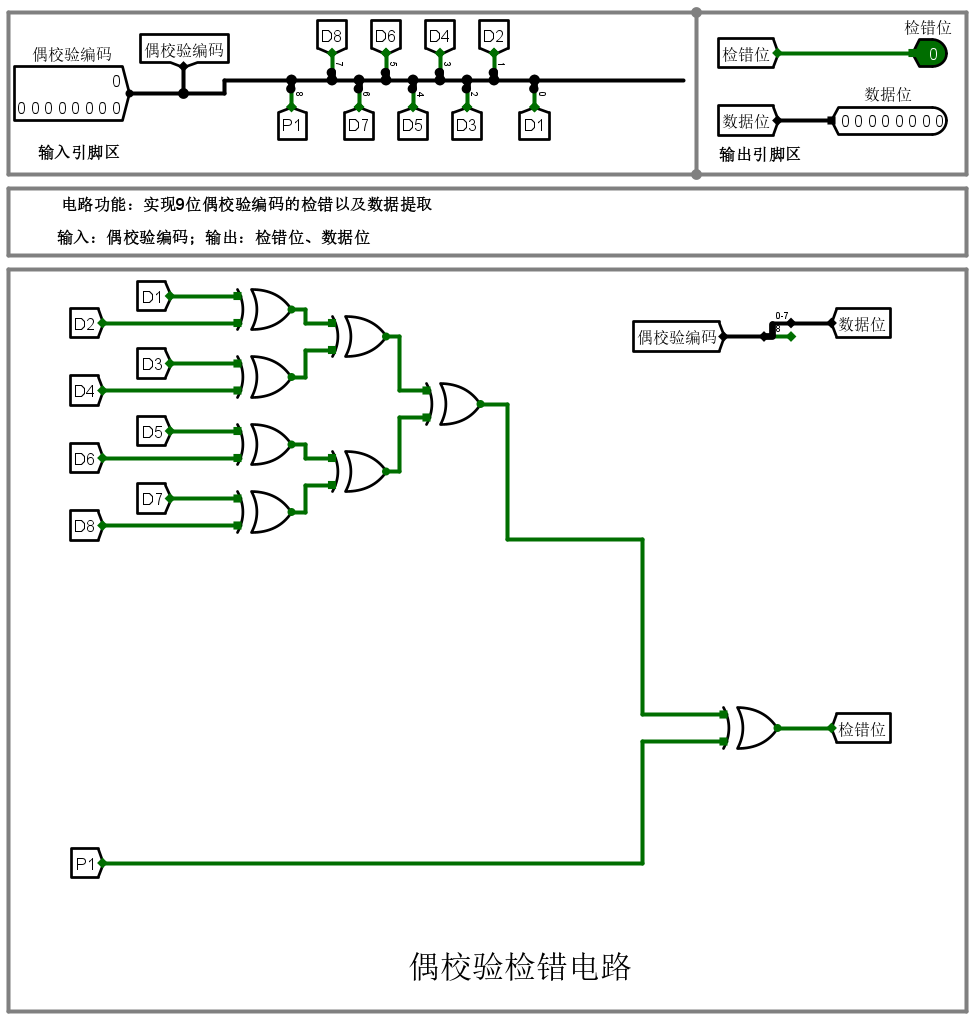 D8 D6 D4 D2
偶校验编码 偶校验编码
0
0 0 0 0 0 0 0 0
7 5 3 1
8 6 4 2 0
P1 D7 D5 D3 D1
输入引脚区
检错位
检错位 0
数据位
数据位 0 0 0 0 0 0 0 0
输出引脚区
电路功能：实现9位偶校验编码的检错以及数据提取
输入：偶校验编码；输出：检错位、数据位
D1
D2
D3
D4
D5
D6
D7
D8
0-7
偶校验编码 8 数据位
检错位
P1
偶校验检错电路